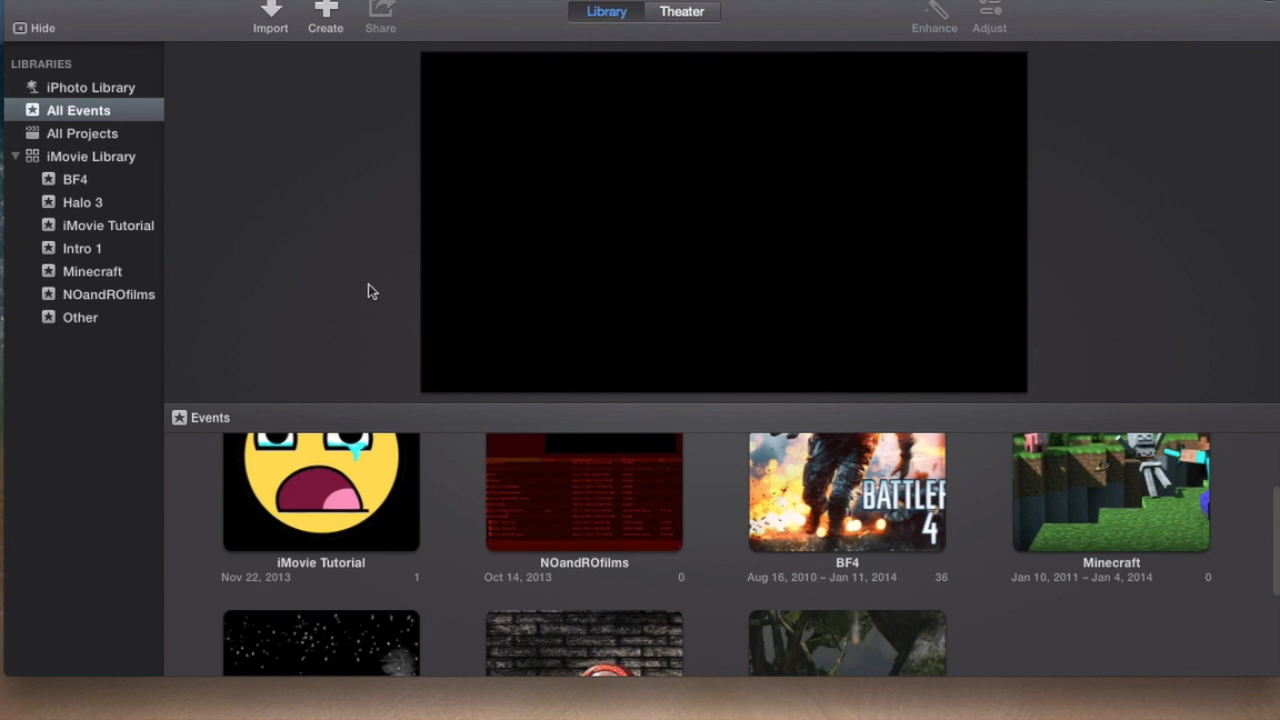 Hide
Import
Create
Share
Library
Theater
Enhance
Adjust
LIBRARIES
iPhoto Library
All Events
All Projects
iMovie Library
BF4
Halo 3
iMovie Tutorial
Intro 1
Minecraft
NOandROfilms
Other
Events
BATTLEF
4
iMovie Tutorial
Nov 22, 2013 1
NOandROfilms
Oct 14, 2013 0
BF4
Aug 16, 2010 – Jan 11, 2014 36
Minecraft
Jan 10, 2011 – Jan 4, 2014 0